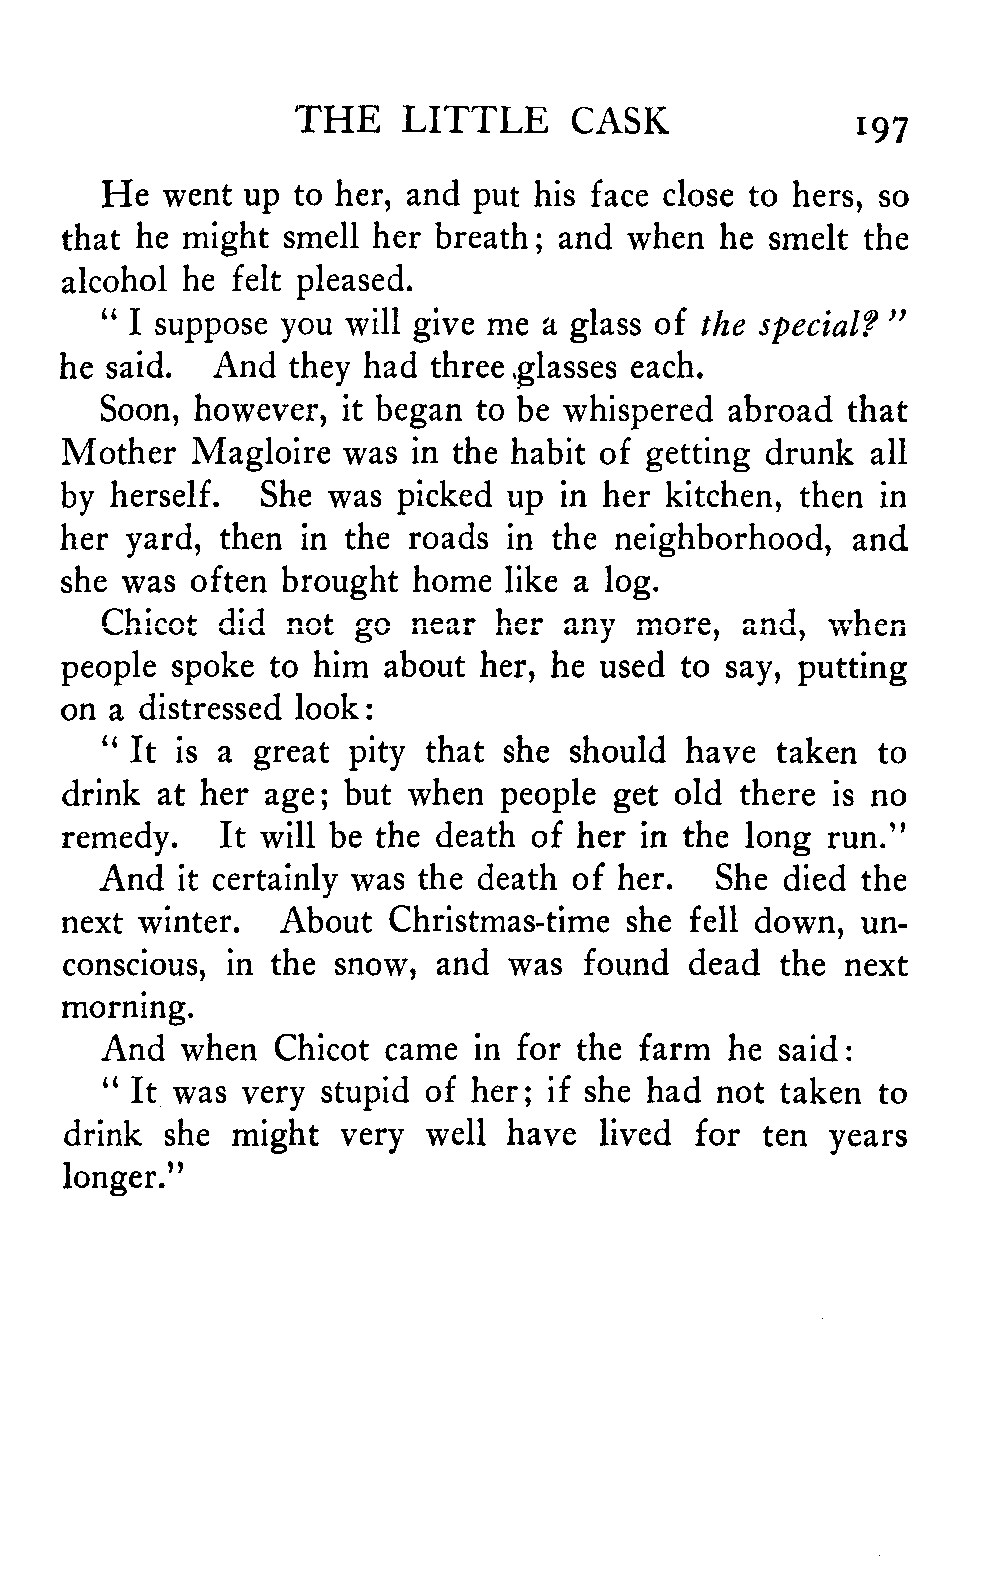 THE LITTLE CASK 197
He went up to her, and put his face close to hers, so
that he might smell her breath; and when he smelt the
alcohol he felt pleased.
" I suppose you will give me a glass of the special? "
he said. And they had three glasses each.
Soon, however, it began to be whispered abroad that
Mother Magloire was in the habit of getting drunk all
by herself. She was picked up in her kitchen, then in
her yard, then in the roads in the neighborhood, and
she was often brought home like a log.
Chicot did not go near her any more, and, when
people spoke to him about her, he used to say, putting
on a distressed look:
" It is a great pity that she should have taken to
drink at her age; but when people get old there is no
remedy. It will be the death of her in the long run."
And it certainly was the death of her. She died the
next winter. About Christmas-time she fell down, un-
conscious, in the snow, and was found dead the next
morning.
And when Chicot came in for the farm he said:
" It was very stupid of her; if she had not taken to
drink she might very well have lived for ten years
longer."